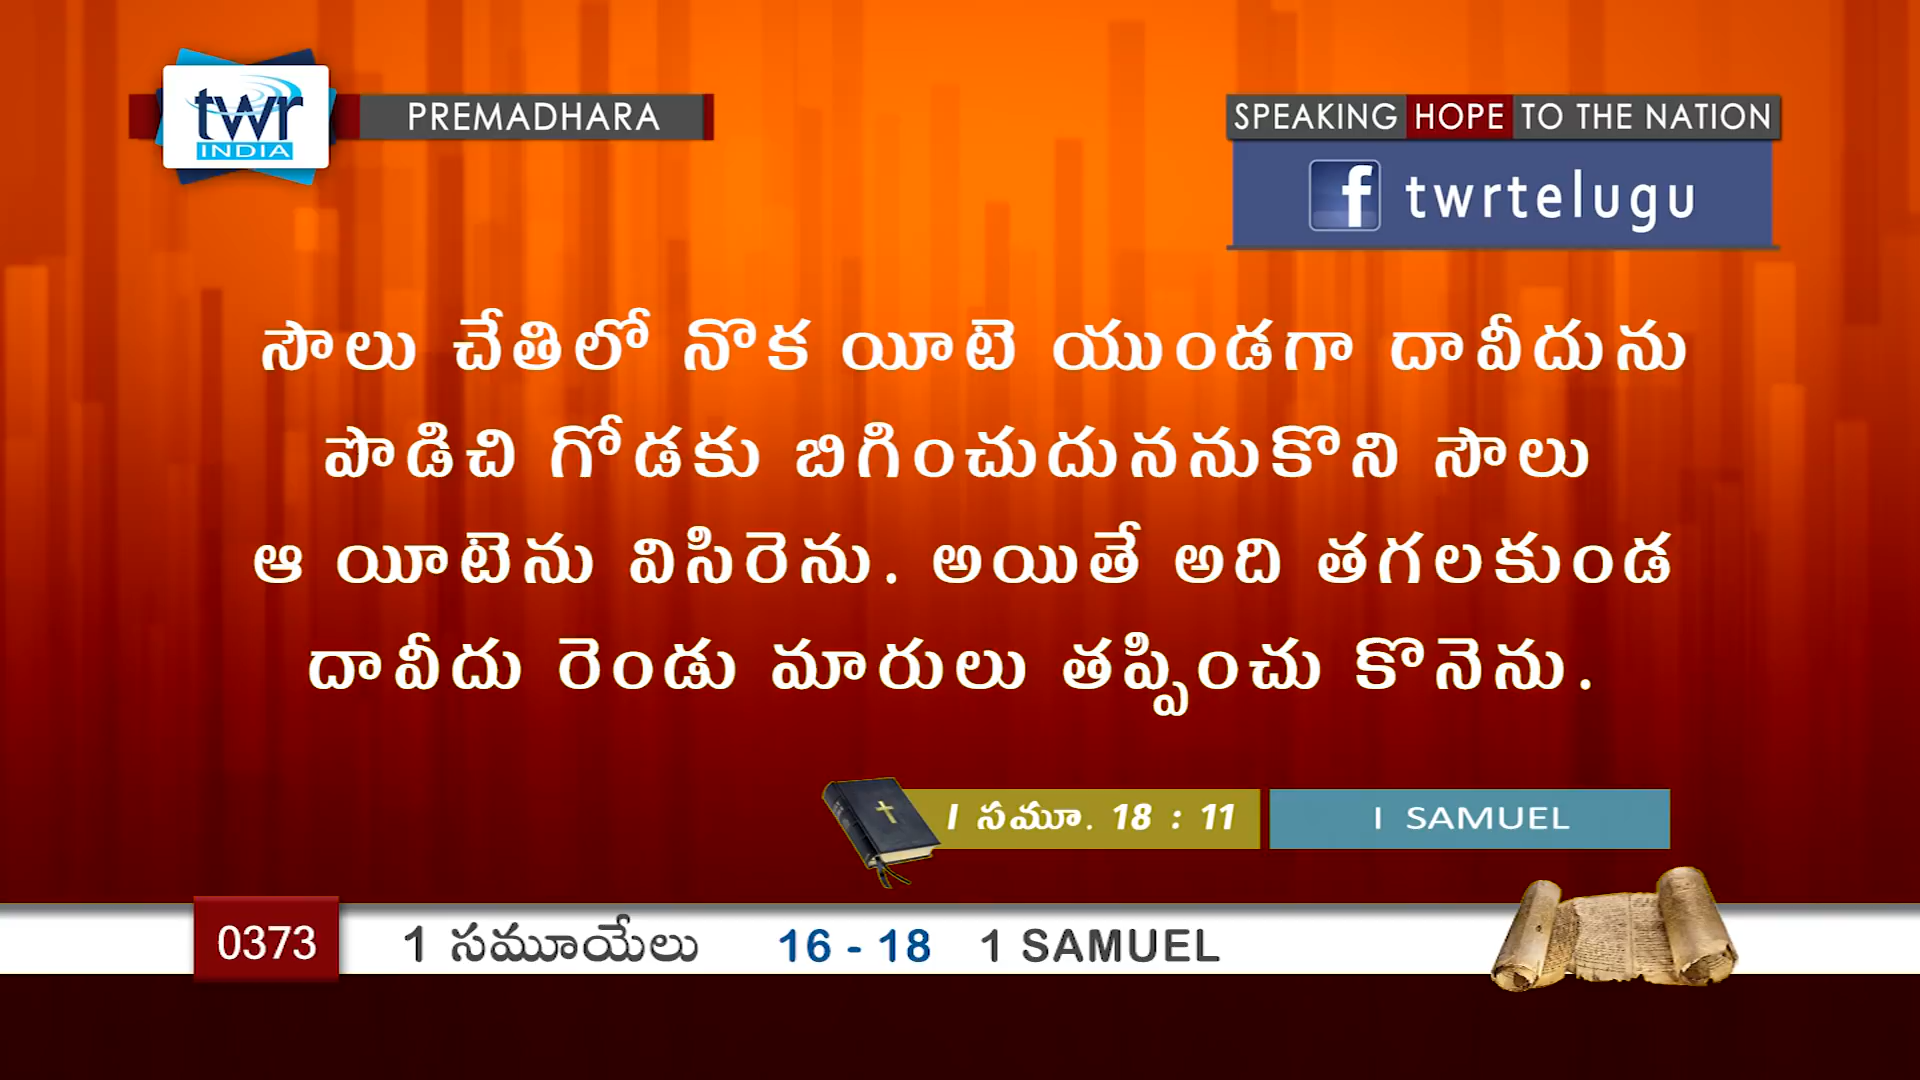 twr
INDIA
PREMADHARA
SPEAKING HOPE TO THE NATION
f twrtelugu
సౌలు చేతిలో నొక యీటె యుండగా దావీదును
పొడిచి గోడకు బిగించుదుననుకొని సౌలు
ఆ యీటెను విసిరెను. అయితే అది తగలకుండ
దావీదు రెండు మారులు తప్పించు కొనెను.
I సమూ. 18 : 11
I SAMUEL
0373
1 సమూయేలు 16 - 18 1 SAMUEL